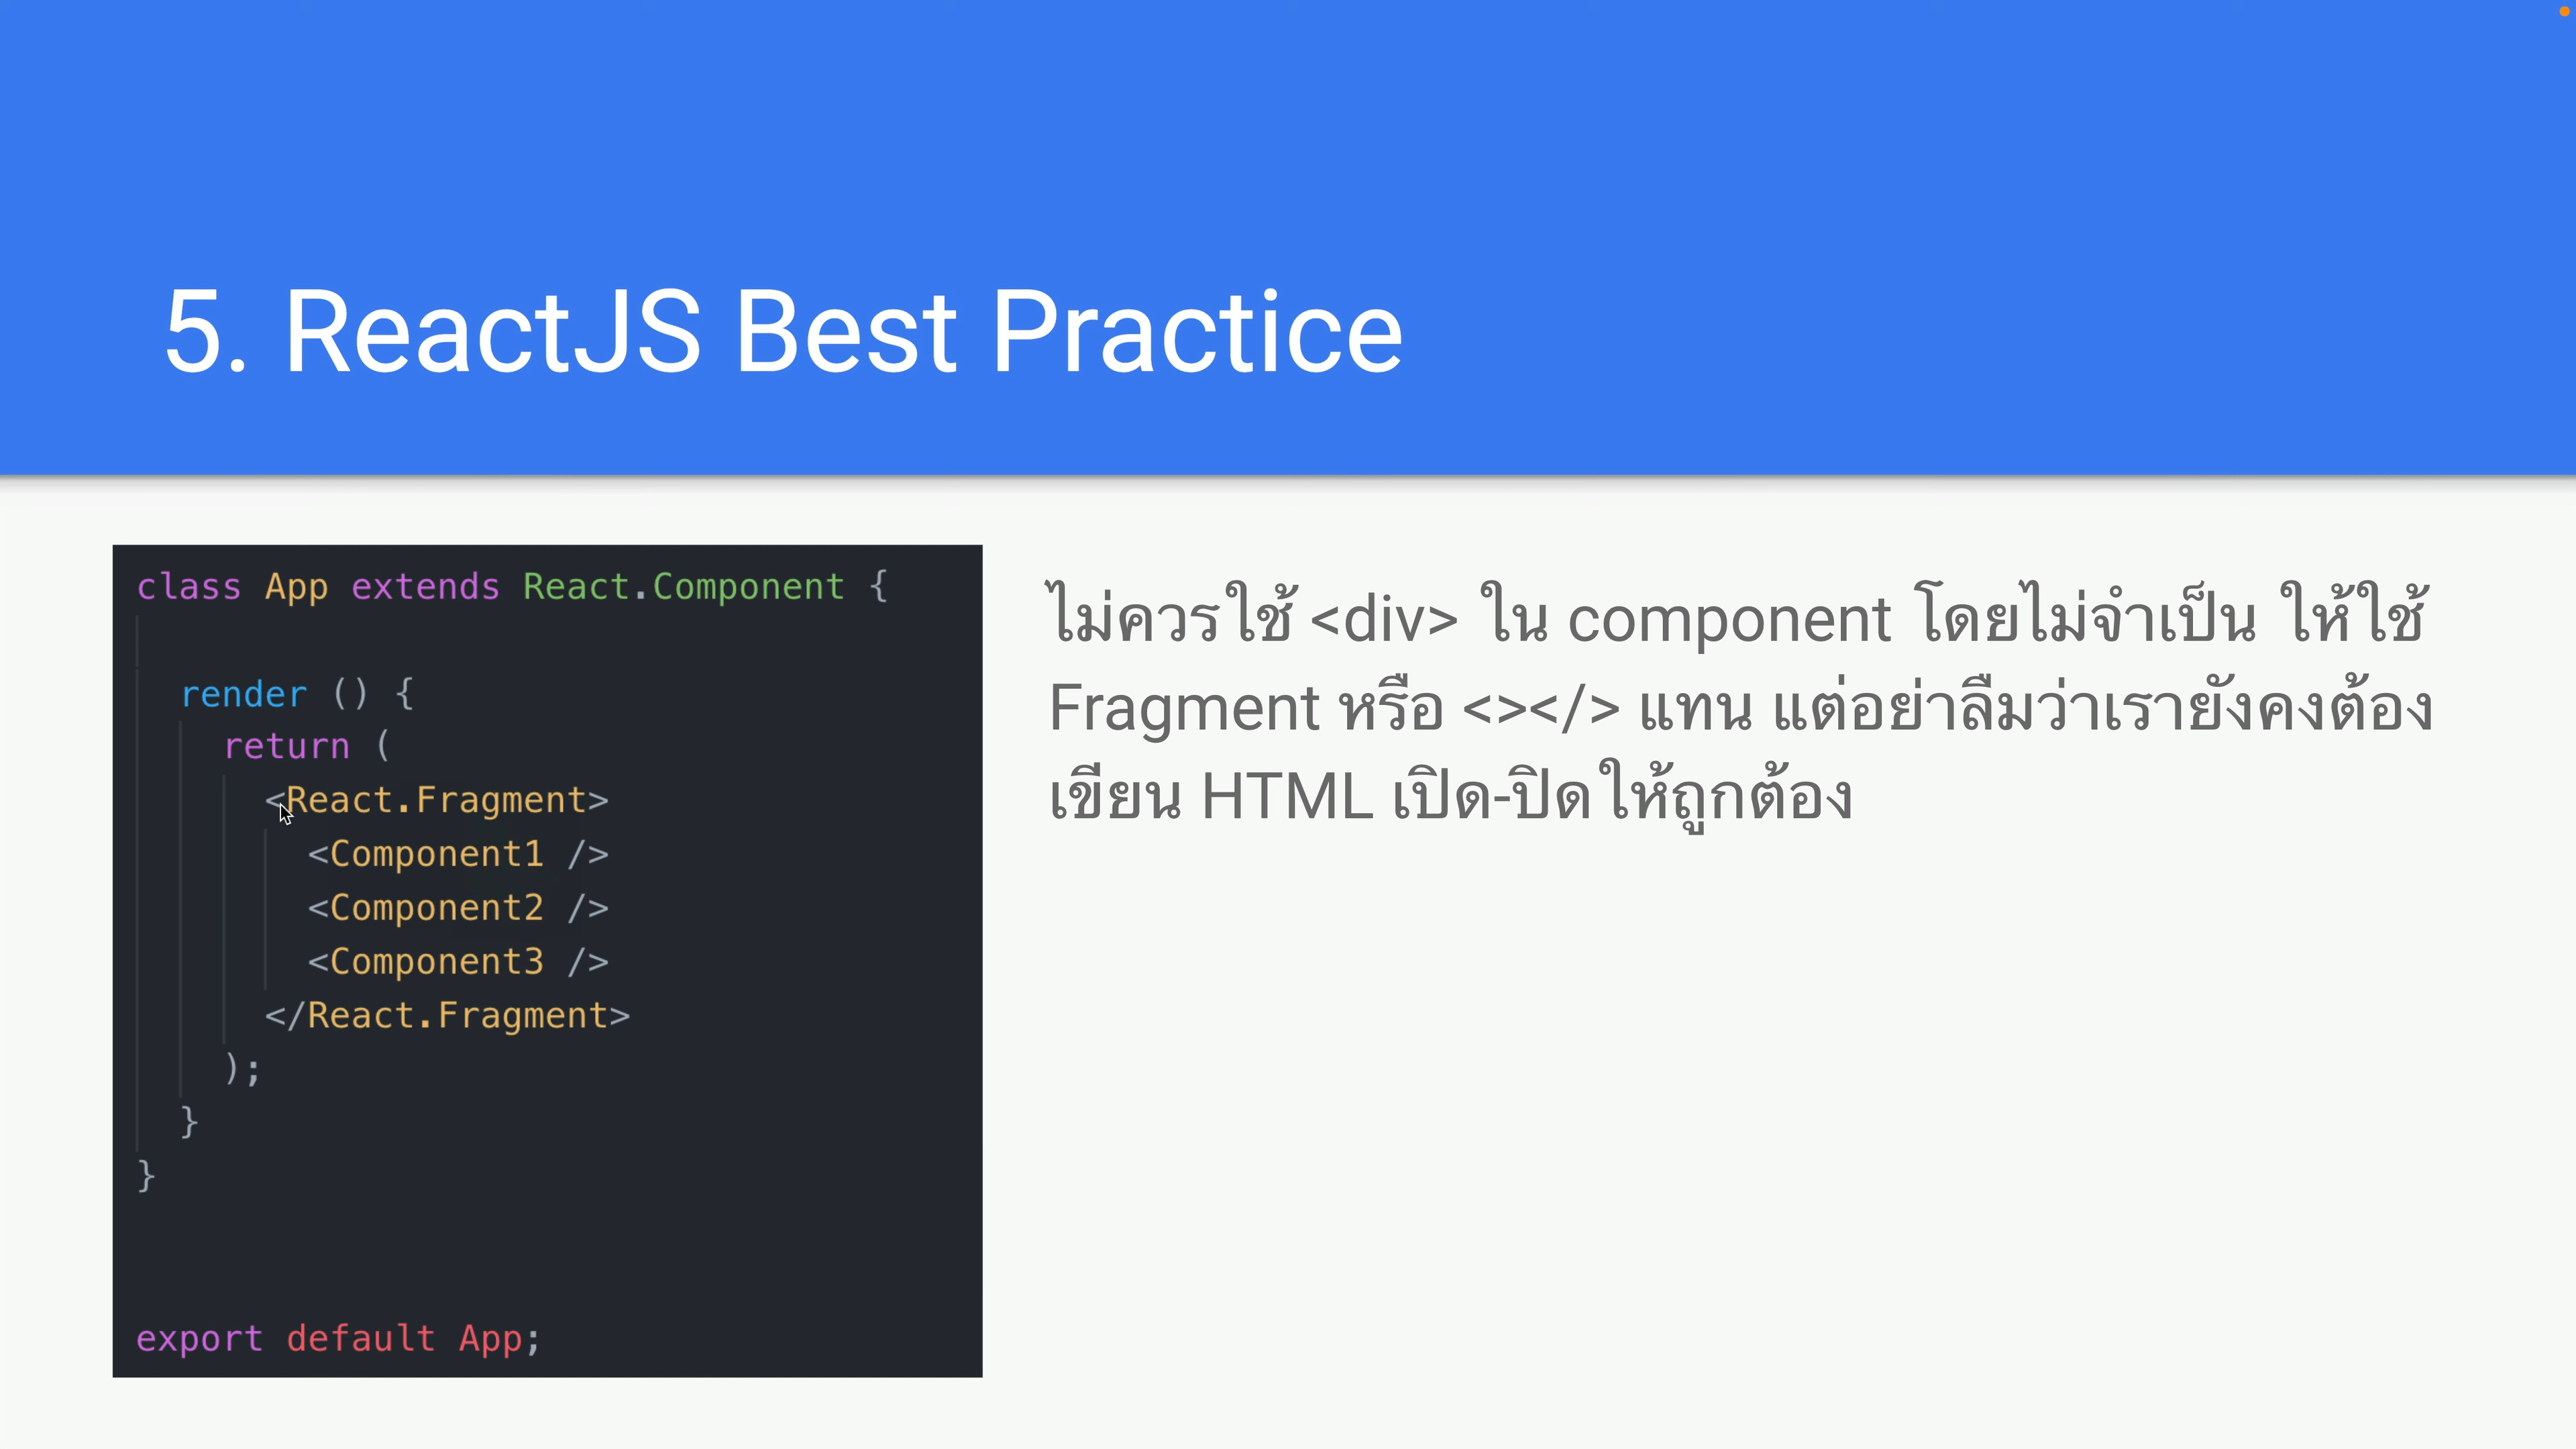 5. ReactJS Best Practice
class App extends React.Component {
render () {
return (
<React.Fragment>
<Component1 />
<Component2 />
<Component3 />
</React.Fragment>
);
}
}
export default App;
ไม่ควรใช้ <div> ใน component โดยไม่จำเป็น ให้ใช้
Fragment หรือ <></> แทน แต่อย่าลืมว่าเรายังคงต้อง
เขียน HTML เปิด-ปิดให้ถูกต้อง